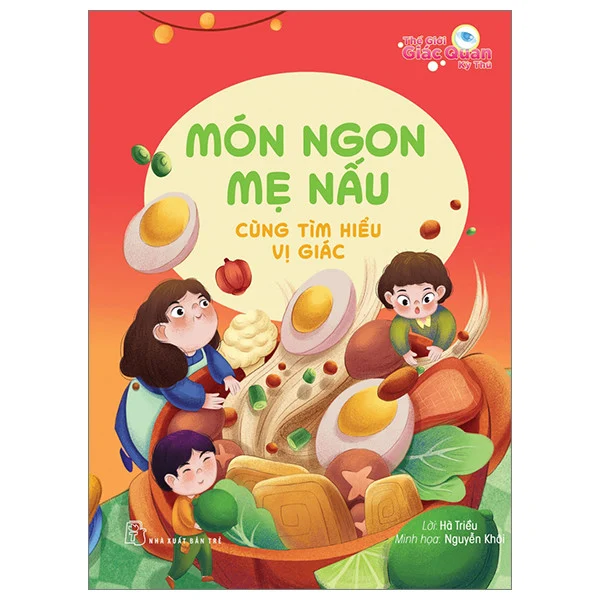 Thế Giới
Giác Quan
Kỳ Thú
MÓN NGON
MẸ NẤU
CÙNG TÌM HIỂU
VỊ GIÁC
Lời: Hà Triều
Minh họa: Nguyễn Khôi
NHÀ XUẤT BẢN TRẺ